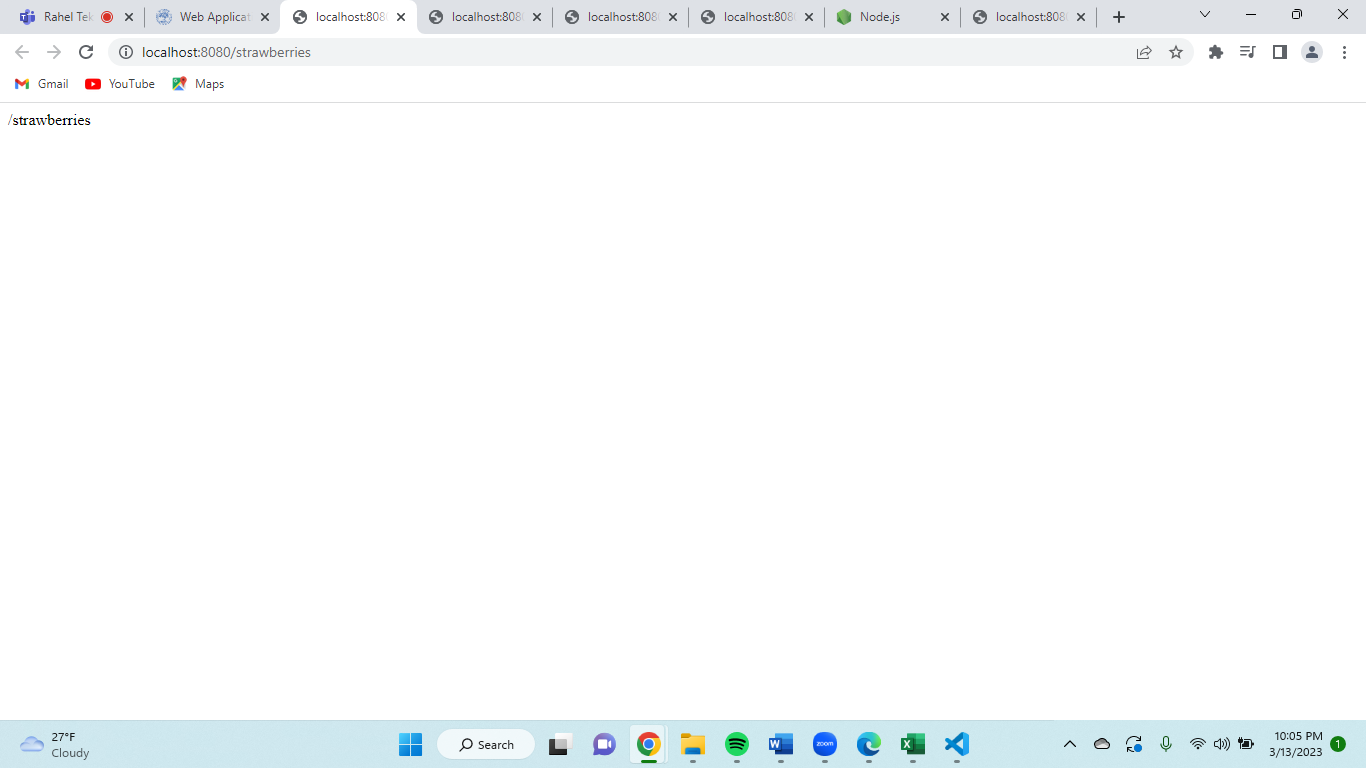 Rahel Tek
Web Applicat
localhost:808
localhost:808
localhost:808
localhost:808
Node.js
localhost:808
localhost:8080/strawberries
Gmail
YouTube
Maps
/strawberries
27°F
Cloudy
Search
zoom
10:05 PM
3/13/2023
1